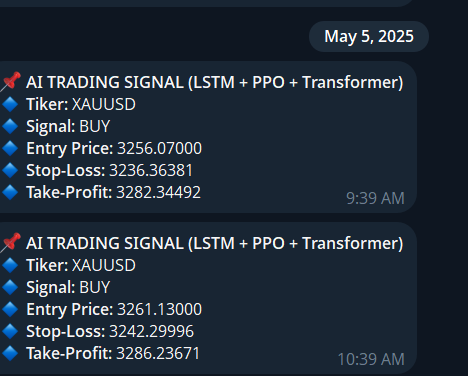 May 5, 2025
AI TRADING SIGNAL (LSTM + PPO + Transformer)
Tiker: XAUUSD
Signal: BUY
Entry Price: 3256.07000
Stop-Loss: 3236.36381
Take-Profit: 3282.34492
9:39 AM
AI TRADING SIGNAL (LSTM + PPO + Transformer)
Tiker: XAUUSD
Signal: BUY
Entry Price: 3261.13000
Stop-Loss: 3242.29996
Take-Profit: 3286.23671
10:39 AM